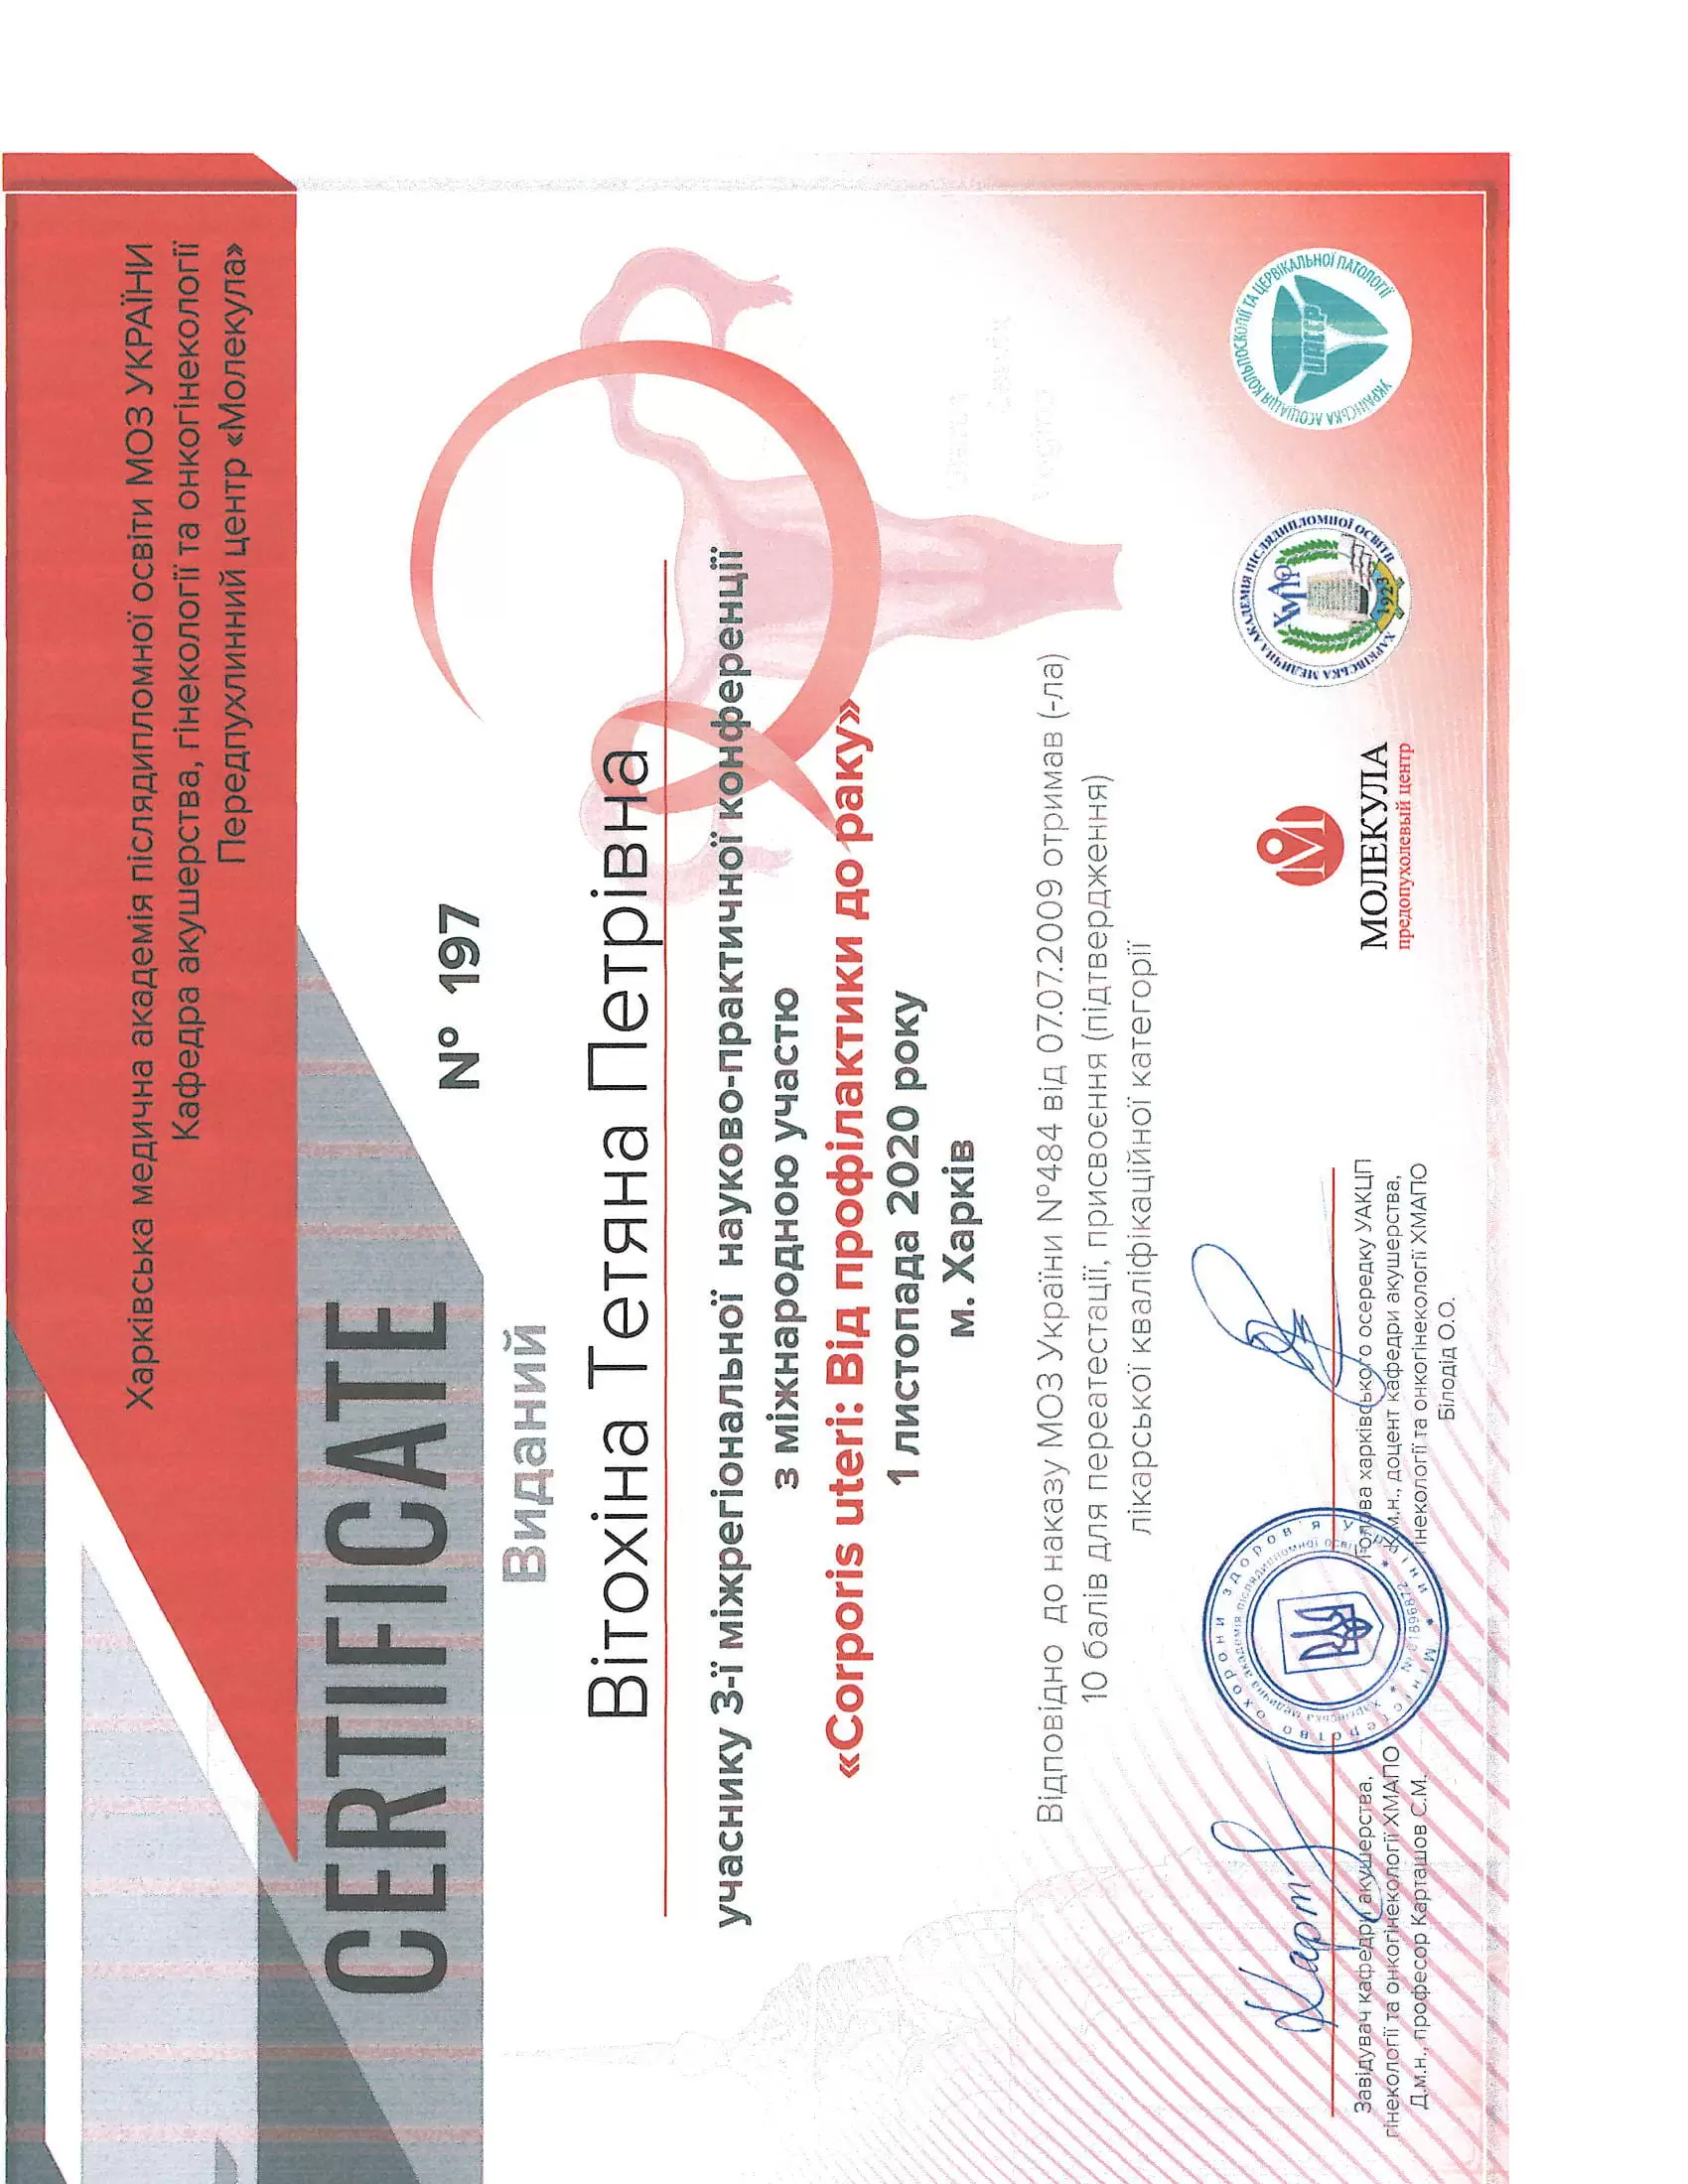 Харківська медична академія післядипломної освіти МОЗ УКРАЇНИ
Кафедра акушерства, гінекології та онкогінекології
Передпухлинний центр «Молекула»
CERTIFICATE
№ 197
Виданий
Вітохіна Тетяна Петрівна
учаснику 3-ї міжрегіональної науково-практичної конференції
з міжнародною участю
«Corporis uteri: Від профілактики до раку»
1 листопада 2020 року
м. Харків
Відповідно до наказу МОЗ України №484 від 07.07.2009 отримав (-ла)
10 балів для переатестації, присвоєння (підтвердження)
лікарської кваліфікаційної категорії
Завідувач кафедри акушерства,
гінекології та онкогінекології ХМАПО
Д.м.н., професор Карташов С.М.
Міністерство охорони здоров'я України
Харківська медична академія післядипломної освіти
№ 01896872
Голова харківського осередку УАКЦП
К.м.н., доцент кафедри акушерства,
гінекології та онкогінекології ХМАПО
Білодід О.О.
МОЛЕКУЛА
предопухолевый центр
ХАРКІВСЬКА МЕДИЧНА АКАДЕМІЯ ПІСЛЯДИПЛОМНОЇ ОСВІТИ
ХМАПО
1923
УКРАЇНСЬКА АСОЦІАЦІЯ КОЛЬПОСКОПІЇ ТА ЦЕРВІКАЛЬНОЇ ПАТОЛОГІЇ